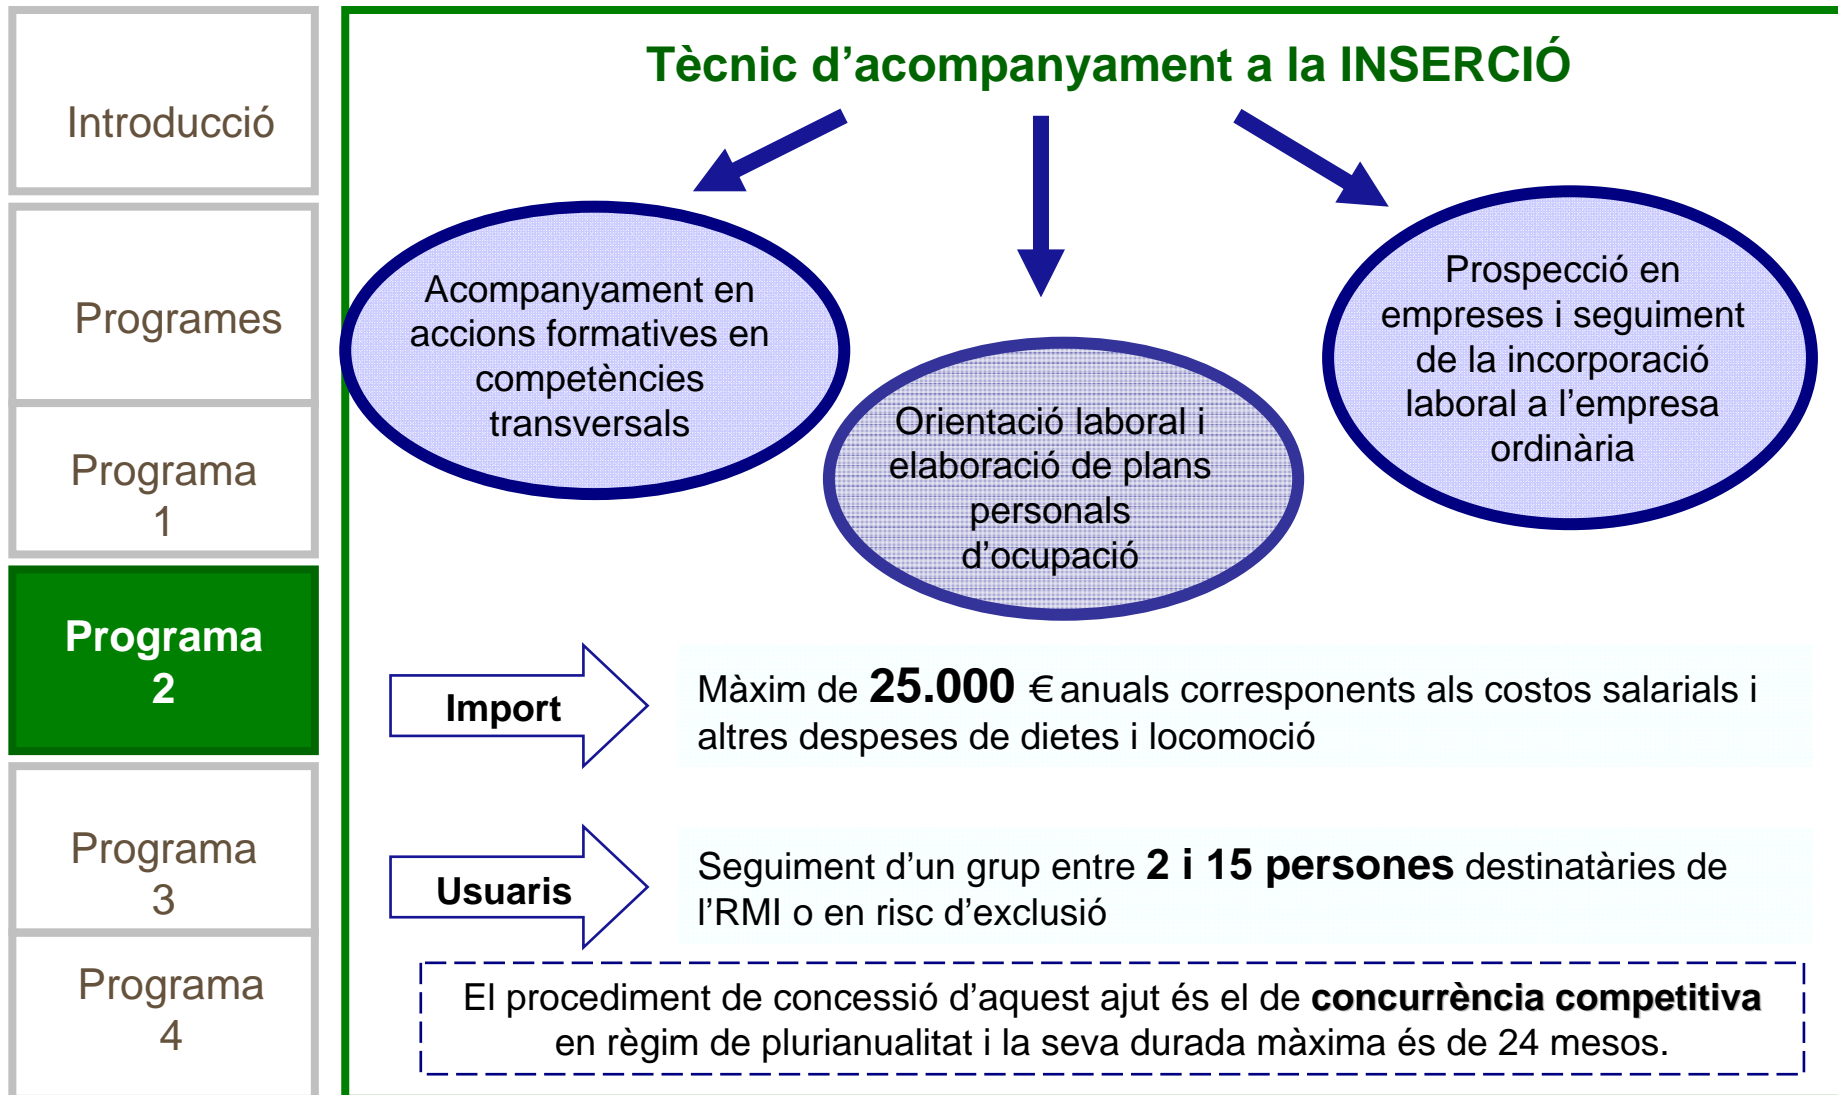 Introducció
Programes
Programa
1
Programa
2
Programa
3
Programa
4
Tècnic d’acompanyament a la INSERCIÓ
Acompanyament en
accions formatives en
competències
transversals
Orientació laboral i
elaboració de plans
personals
d’ocupació
Prospecció en
empreses i seguiment
de la incorporació
laboral a l’empresa
ordinària
Import
Màxim de 25.000 € anuals corresponents als costos salarials i
altres despeses de dietes i locomoció
Usuaris
Seguiment d’un grup entre 2 i 15 persones destinatàries de
l’RMI o en risc d’exclusió
El procediment de concessió d’aquest ajut és el de concurrència competitiva
en règim de plurianualitat i la seva durada màxima és de 24 mesos.